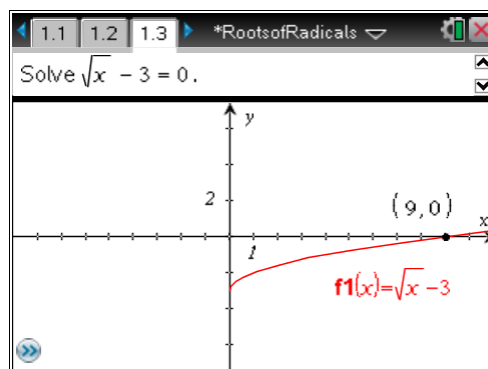 1.1 1.2 1.3 *RootsofRadicals
Solve √x − 3 = 0.
y
2
(9,0)
x
1
f1(x)=√x−3